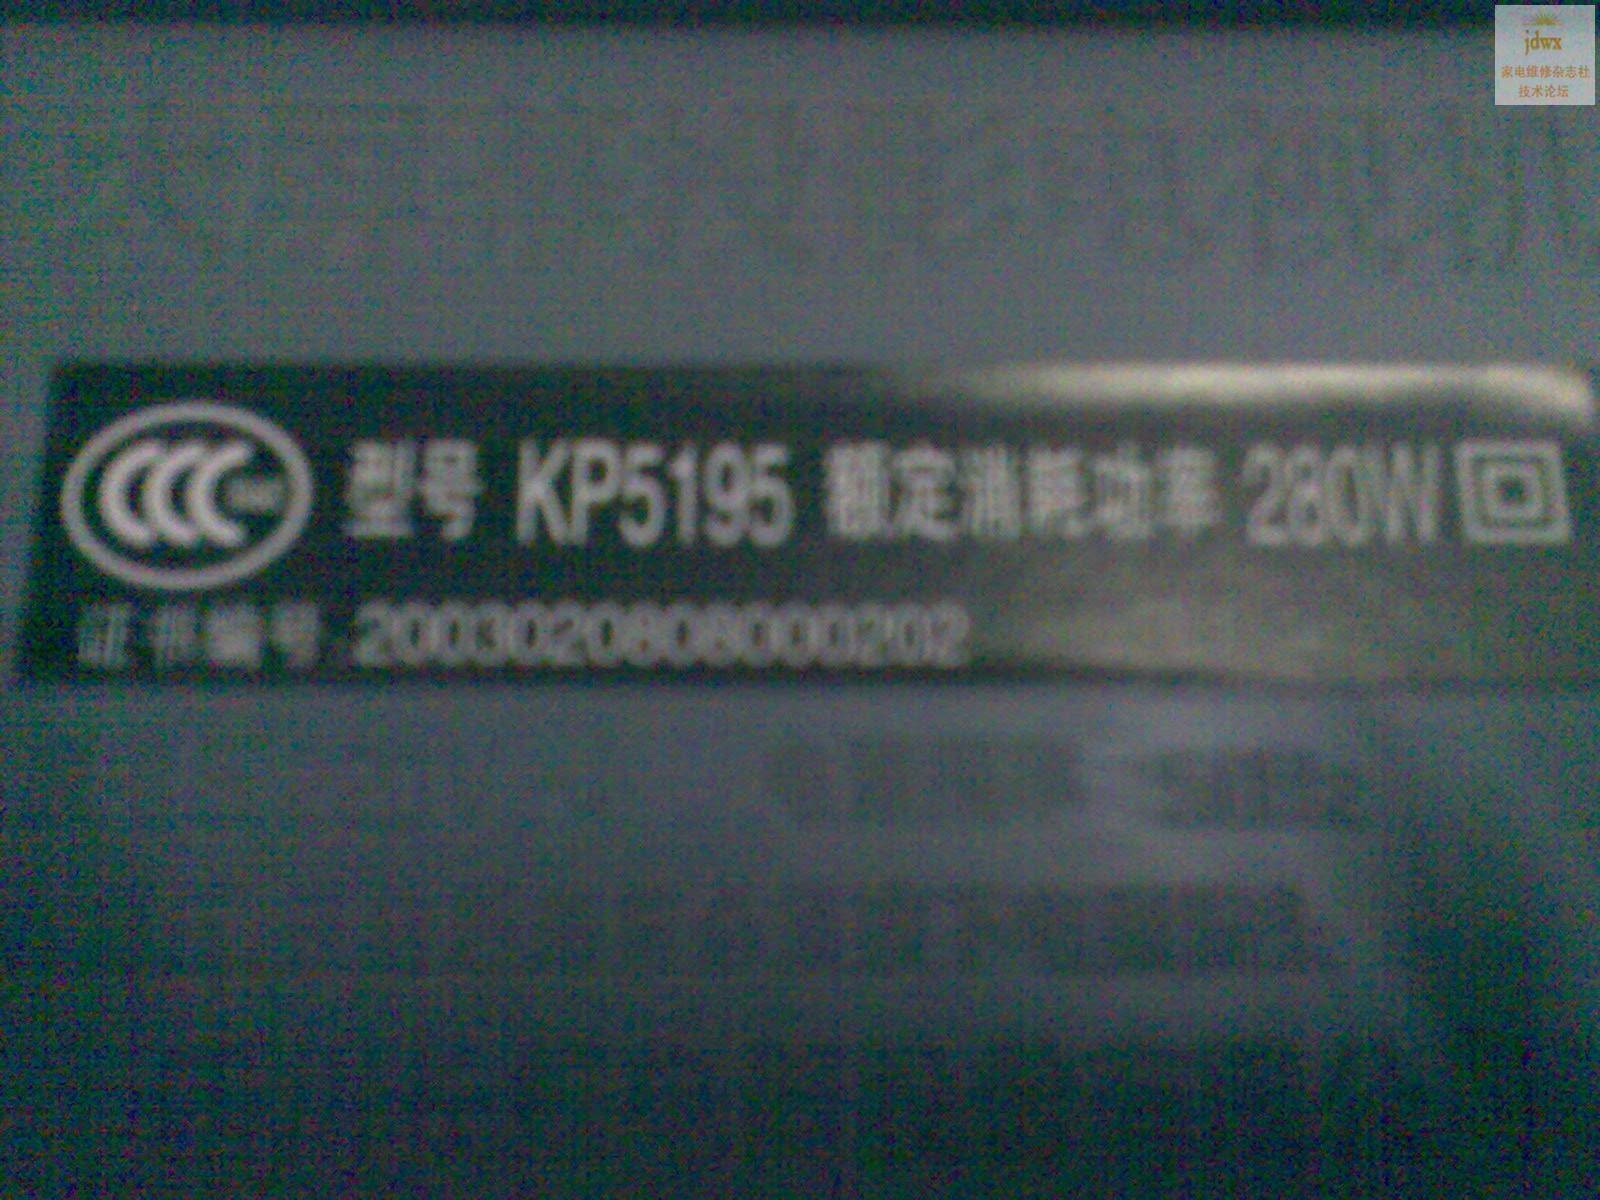 jdwx
家电维修杂志社
技术论坛
CCC 型号 KP5195 额定消耗功率 280W
证书编号 2003020808000202